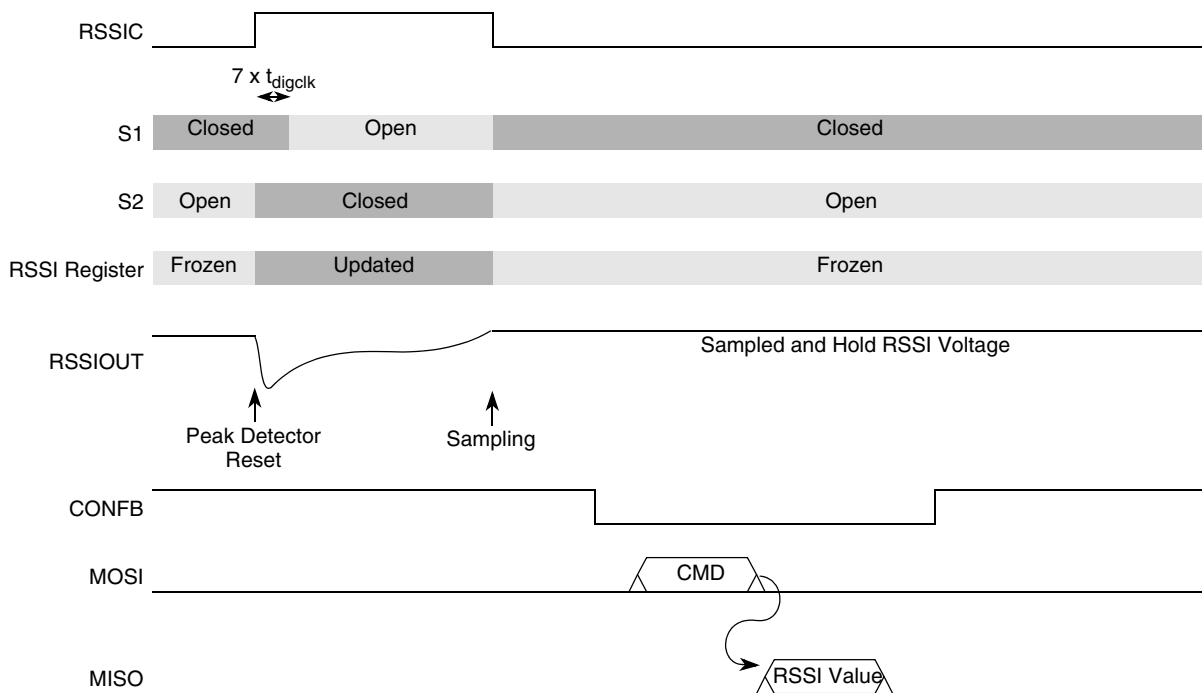 RSSIC
7 x tdigclk
S1 Closed Open Closed
S2 Open Closed Open
RSSI Register Frozen Updated Frozen
RSSIOUT Sampled and Hold RSSI Voltage
Peak Detector
Reset
Sampling
CONFB
MOSI CMD
MISO RSSI Value